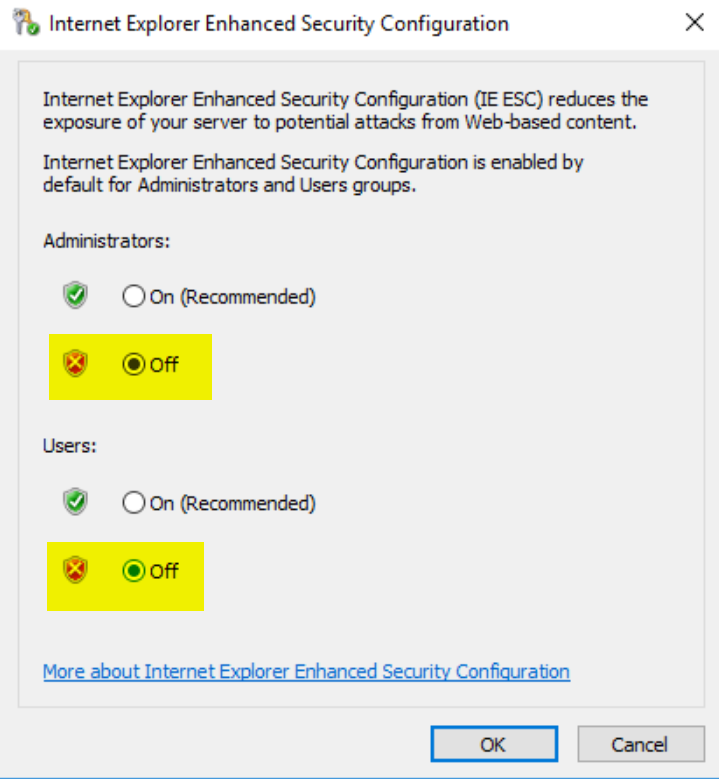 Internet Explorer Enhanced Security Configuration
Internet Explorer Enhanced Security Configuration (IE ESC) reduces the
exposure of your server to potential attacks from Web-based content.
Internet Explorer Enhanced Security Configuration is enabled by
default for Administrators and Users groups.
Administrators:
On (Recommended)
Off
Users:
On (Recommended)
Off
More about Internet Explorer Enhanced Security Configuration
OK Cancel